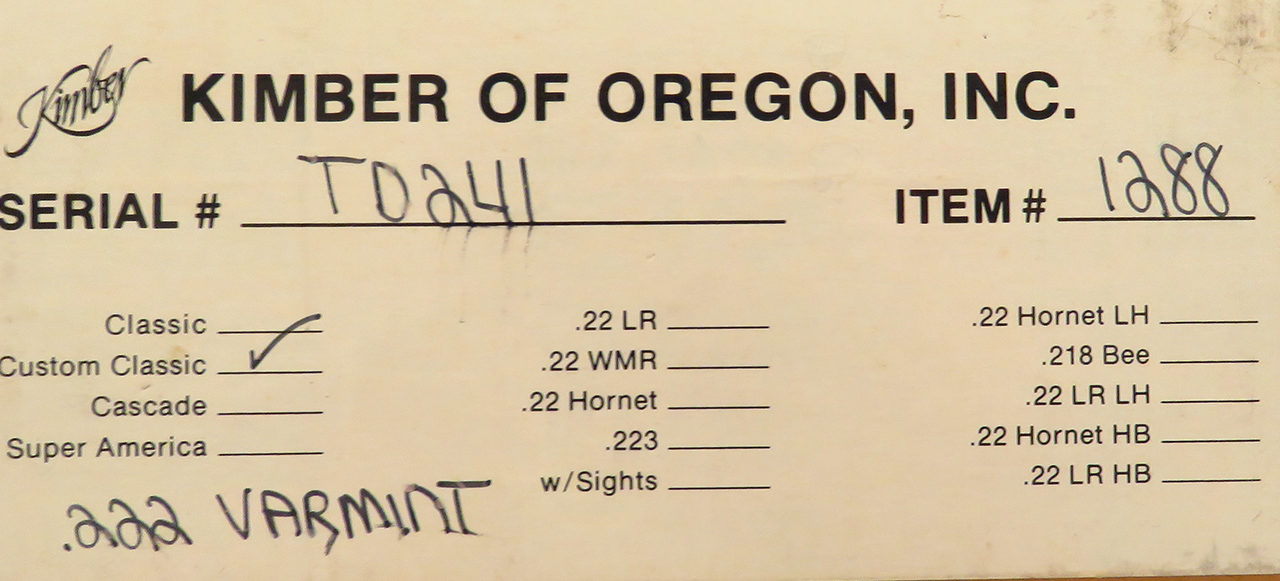 Kimber KIMBER OF OREGON, INC.
SERIAL # TD241 ITEM # 1288
Classic .22 LR .22 Hornet LH
Custom Classic ✓ .22 WMR .218 Bee
Cascade .22 Hornet .22 LR LH
Super America .223 .22 Hornet HB
w/Sights .22 LR HB
.222 VARMINT